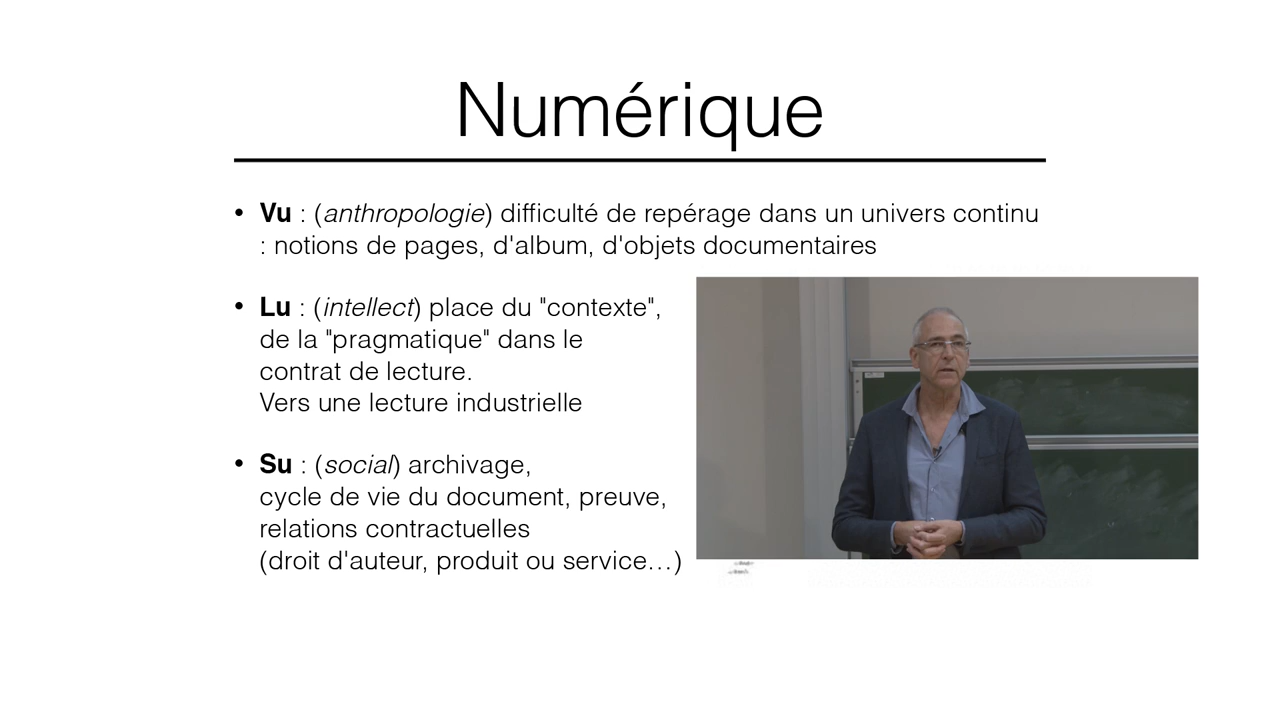 Numérique
• Vu : (anthropologie) difficulté de repérage dans un univers continu
: notions de pages, d'album, d'objets documentaires
• Lu : (intellect) place du "contexte",
de la "pragmatique" dans le
contrat de lecture.
Vers une lecture industrielle
• Su : (social) archivage,
cycle de vie du document, preuve,
relations contractuelles
(droit d'auteur, produit ou service…)